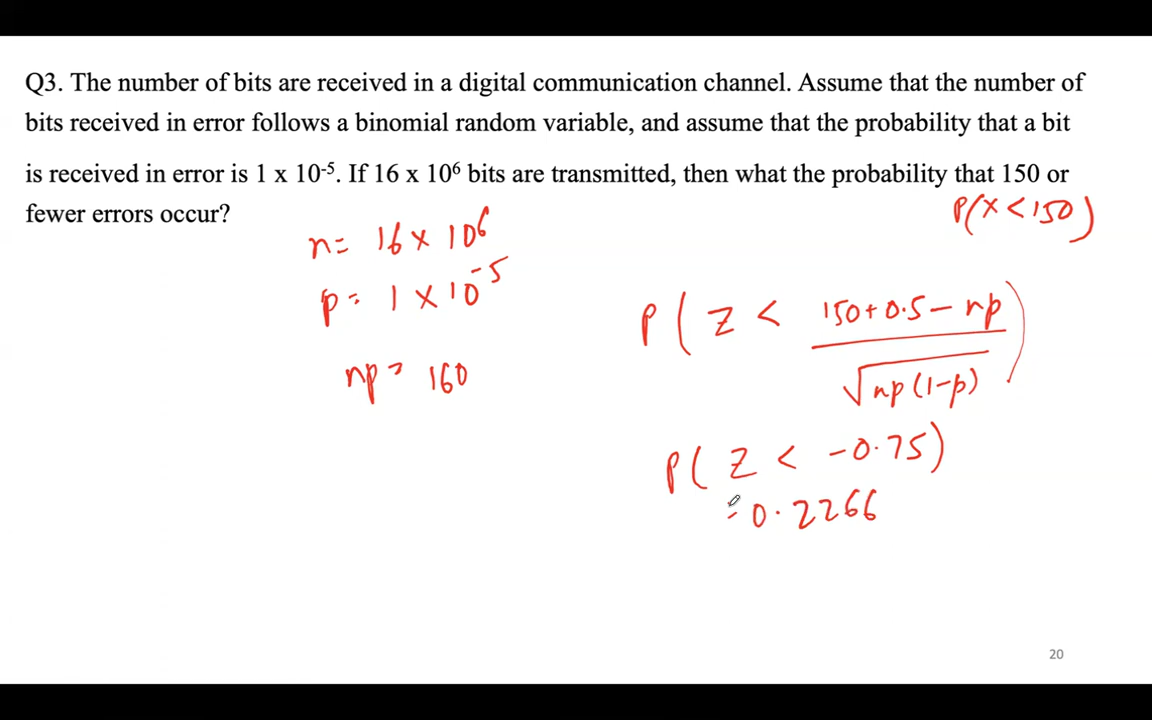 Q3. The number of bits are received in a digital communication channel. Assume that the number of
bits received in error follows a binomial random variable, and assume that the probability that a bit
is received in error is 1 x 10⁻⁵. If 16 x 10⁶ bits are transmitted, then what the probability that 150 or
fewer errors occur?
P(X < 150)
n = 16 × 10⁶
p = 1 × 10⁻⁵
np = 160
P( Z < (150 + 0.5 - np) / √np(1-p) )
P( Z < -0.75)
= 0.2266
20